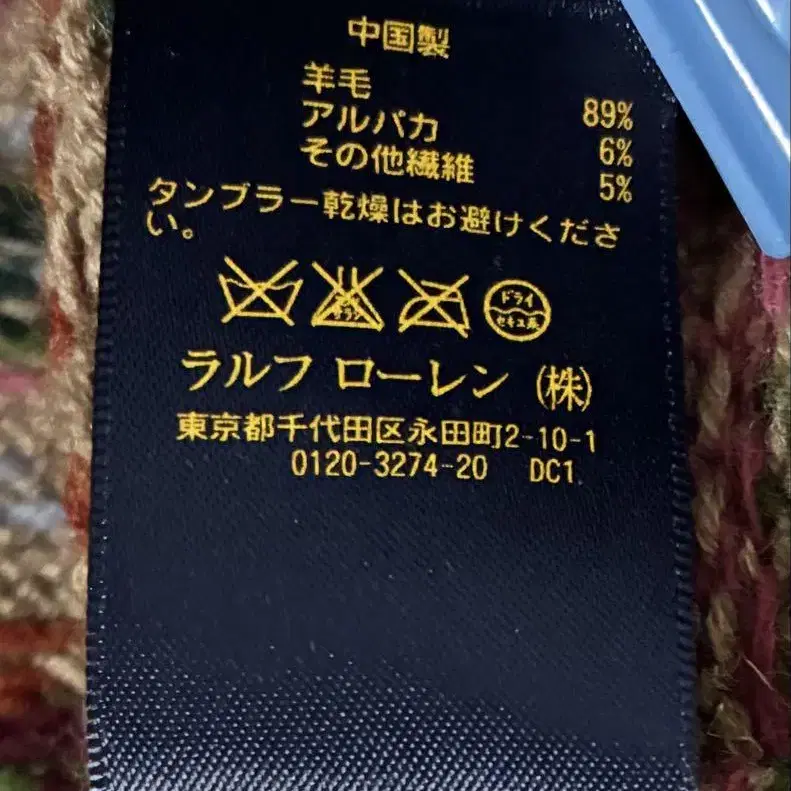 中国製
羊毛 89%
アルパカ 6%
その他繊維 5%
タンブラー乾燥はお避けくださ
い。
ドライ
セキユ系
ラルフ ローレン (株)
東京都千代田区永田町2-10-1
0120-3274-20 DC1